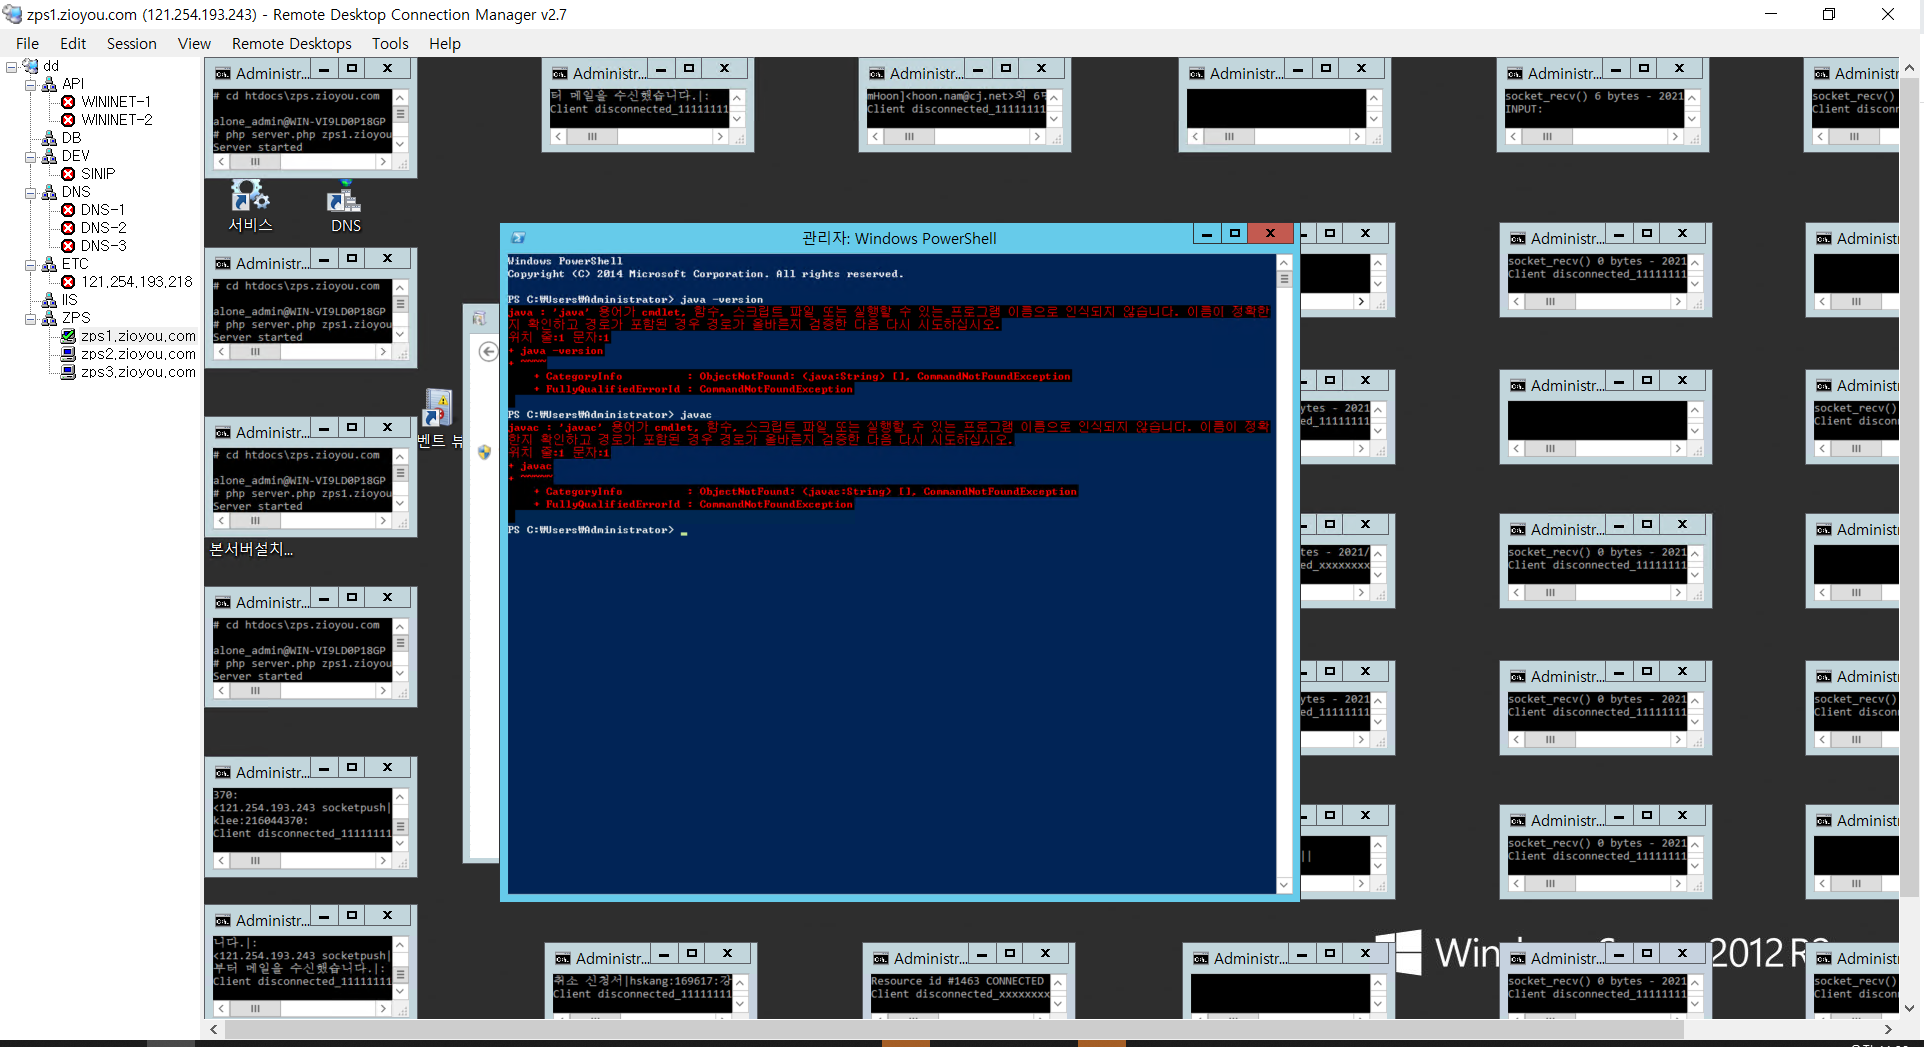 zps1.zioyou.com (121.254.193.243) - Remote Desktop Connection Manager v2.7
File Edit Session View Remote Desktops Tools Help
dd
API
WININET-1
WININET-2
DB
DEV
SINIP
DNS
DNS-1
DNS-2
DNS-3
ETC
121.254.193.218
IIS
ZPS
zps1.zioyou.com
zps2.zioyou.com
zps3.zioyou.com
Administr...
# cd htdocs\zps.zioyou.com
alone_admin@WIN-VI9LD0P18GP
# php server.php zps1.zioyou
Server started
Administr...
터 메일을 수신했습니다.|:
Client disconnected_11111111
Administr...
mHoon]<hoon.nam@cj.net>의 6
Client disconnected_11111111
Administr...
Administr...
socket_recv() 6 bytes - 2021
INPUT:
Administr
socket_recv()
Client disconn
서비스
DNS
Administr...
# cd htdocs\zps.zioyou.com
alone_admin@WIN-VI9LD0P18GP
# php server.php zps1.zioyou
Server started
Administr...
# cd htdocs\zps.zioyou.com
alone_admin@WIN-VI9LD0P18GP
# php server.php zps1.zioyou
Server started
벤트 뷰
본서버설치...
Administr...
# cd htdocs\zps.zioyou.com
alone_admin@WIN-VI9LD0P18GP
# php server.php zps1.zioyou
Server started
Administr...
370:
<121.254.193.243 socketpush|
klee:216044370:
Client disconnected_11111111
Administr...
니다.|:
<121.254.193.243 socketpush|
부터 메일을 수신했습니다.|:
Client disconnected_11111111
관리자: Windows PowerShell
Windows PowerShell
Copyright (C) 2014 Microsoft Corporation. All rights reserved.
PS C:₩Users₩Administrator> java -version
java : 'java' 용어가 cmdlet, 함수, 스크립트 파일 또는 실행할 수 있는 프로그램 이름으로 인식되지 않습니다. 이름이 정확한
지 확인하고 경로가 포함된 경우 경로가 올바른지 검증한 다음 다시 시도하십시오.
위치 줄:1 문자:1
+ java -version
+ ~~~~
+ CategoryInfo : ObjectNotFound: (java:String) [], CommandNotFoundException
+ FullyQualifiedErrorId : CommandNotFoundException
PS C:₩Users₩Administrator> javac
javac : 'javac' 용어가 cmdlet, 함수, 스크립트 파일 또는 실행할 수 있는 프로그램 이름으로 인식되지 않습니다. 이름이 정확
한지 확인하고 경로가 포함된 경우 경로가 올바른지 검증한 다음 다시 시도하십시오.
위치 줄:1 문자:1
+ javac
+ ~~~~~
+ CategoryInfo : ObjectNotFound: (javac:String) [], CommandNotFoundException
+ FullyQualifiedErrorId : CommandNotFoundException
PS C:₩Users₩Administrator>
Administr...
socket_recv() 0 bytes - 2021
Client disconnected_11111111
Administr
ytes - 2021
ed_11111111
Administr...
Administr
socket_recv()
Client disconn
tes - 2021/
ed_xxxxxxxx
Administr...
socket_recv() 0 bytes - 2021
Client disconnected_11111111
Administr
ytes - 2021
ed_11111111
Administr...
socket_recv() 0 bytes - 2021
Client disconnected_11111111
Administr
socket_recv()
Client disconn
||
Administr...
socket_recv() 0 bytes - 2021
Client disconnected_11111111
Administr
Administr...
취소 신청서|hskang:169617:강
Client disconnected_11111111
Administr...
Resource id #1463 CONNECTED
Client disconnected_xxxxxxxx
Administr...
Administr...
socket_recv() 0 bytes - 2021
Client disconnected_11111111
Administr
socket_recv()
Client disconn
Win 2012 R2